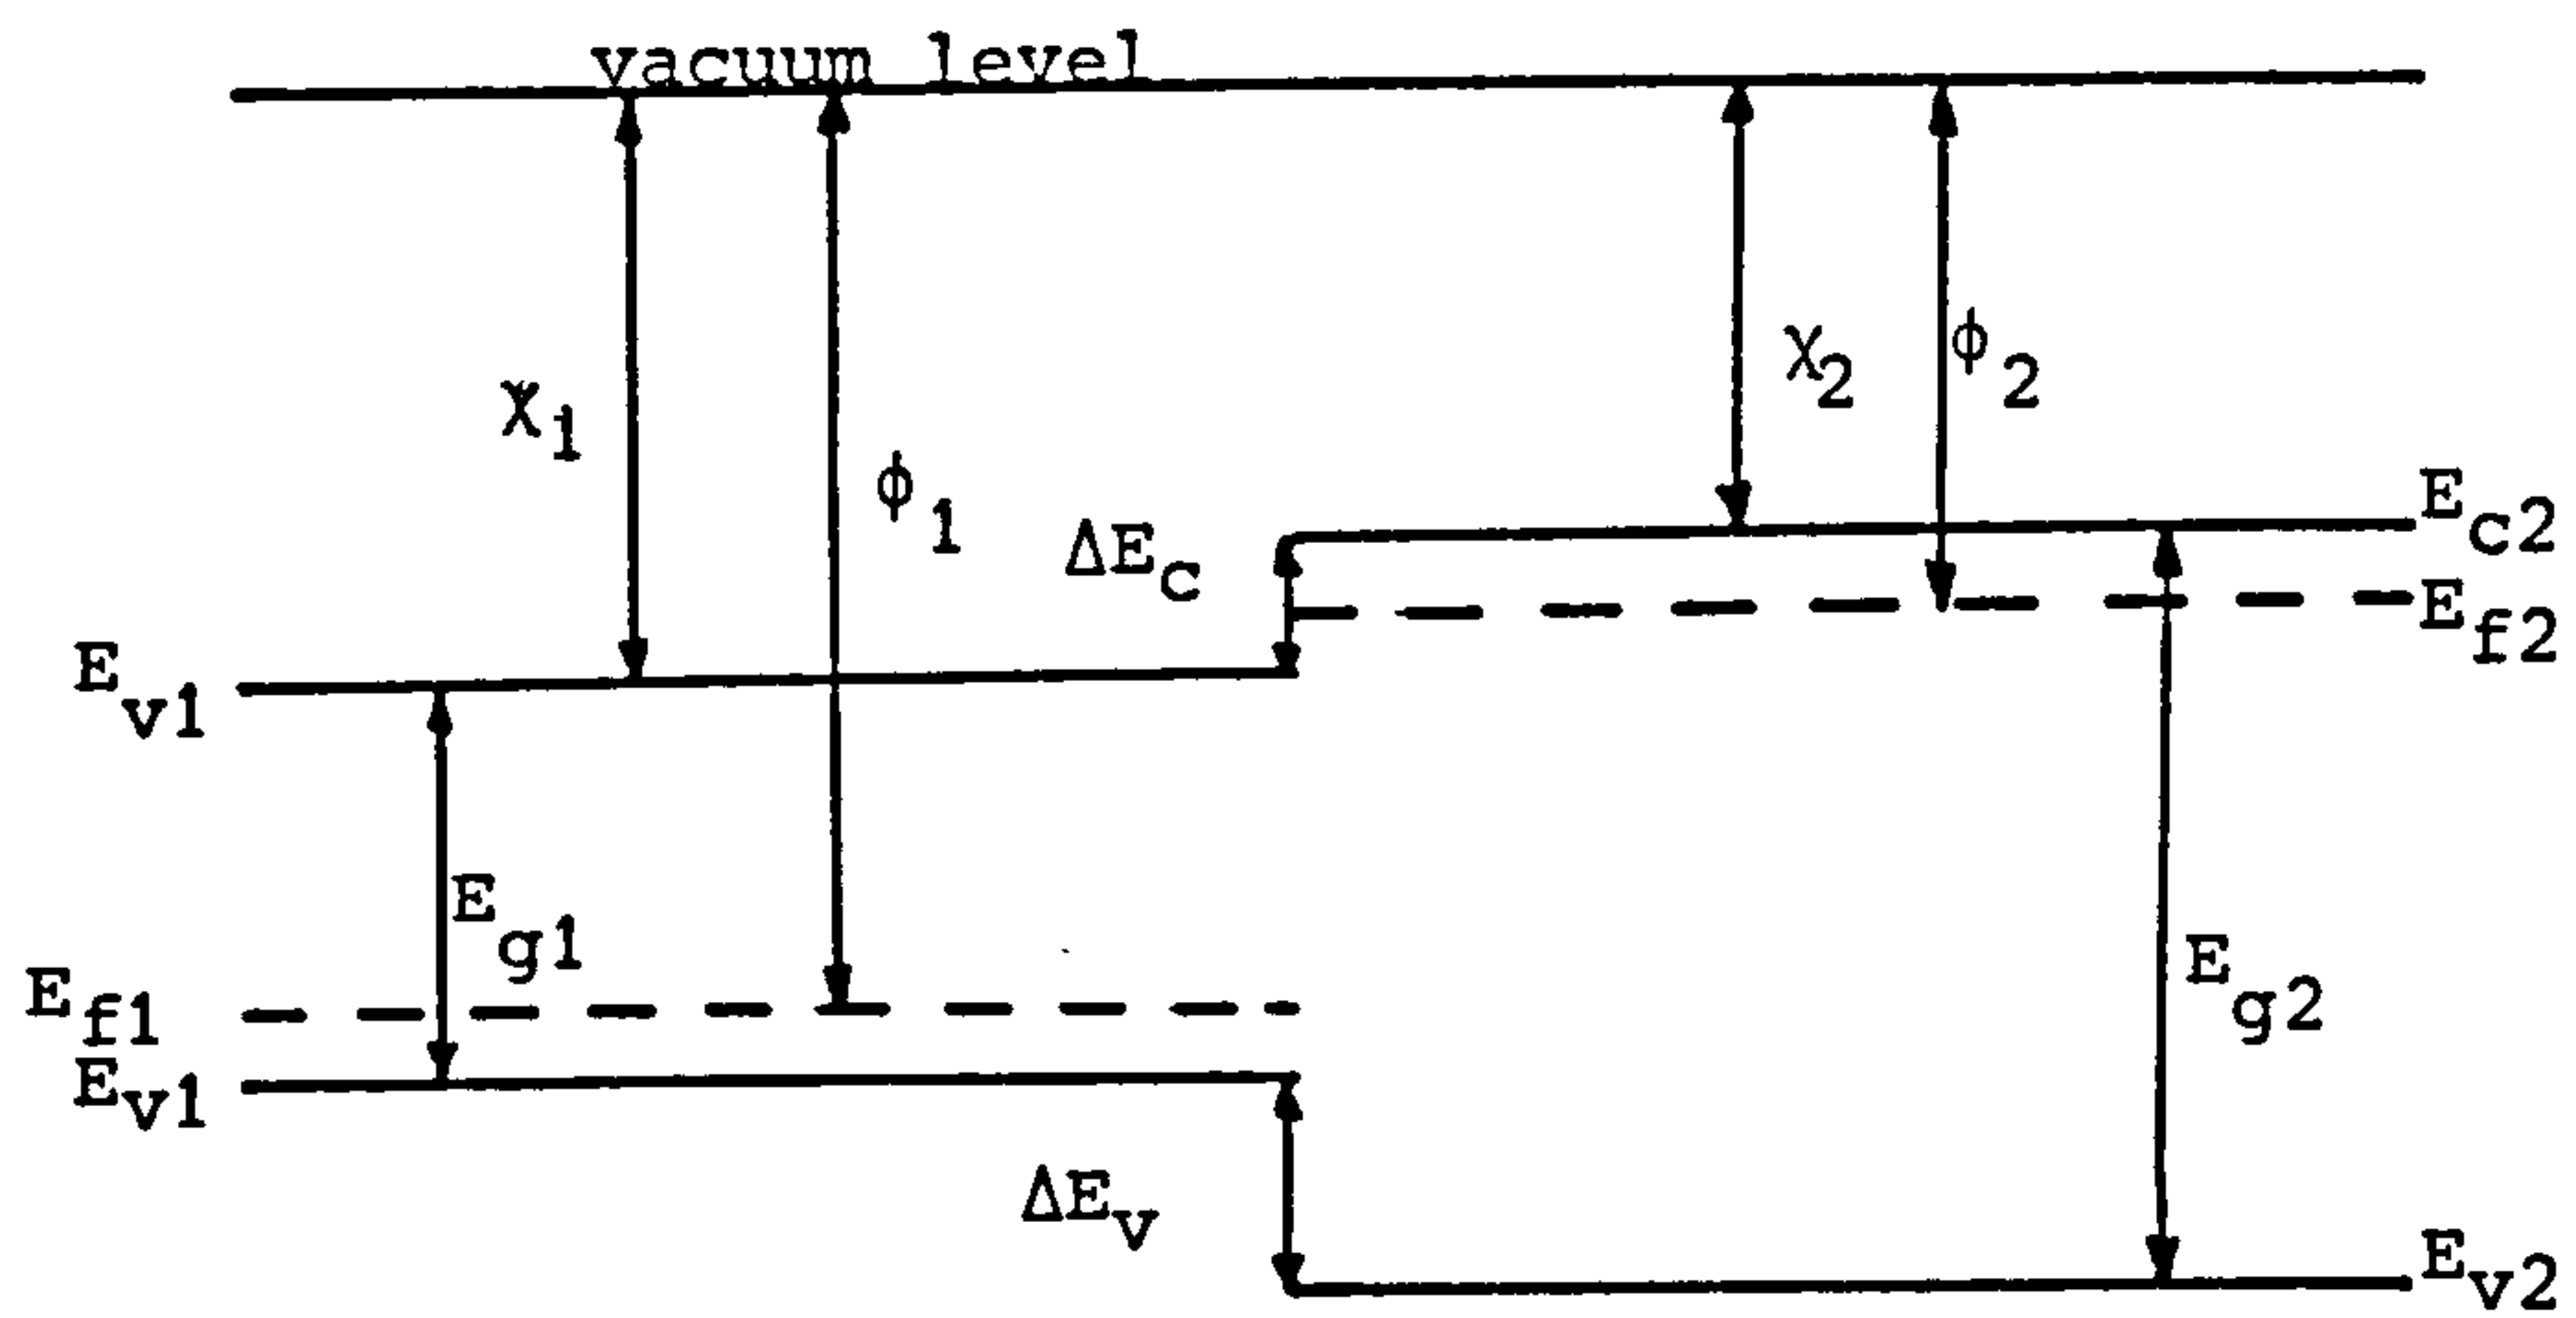 vacuum level
χ1
ϕ1
χ2
ϕ2
ΔEc
Ec2
Ef2
Ev1
Eg1
Ef1
Ev1
Eg2
ΔEv
Ev2